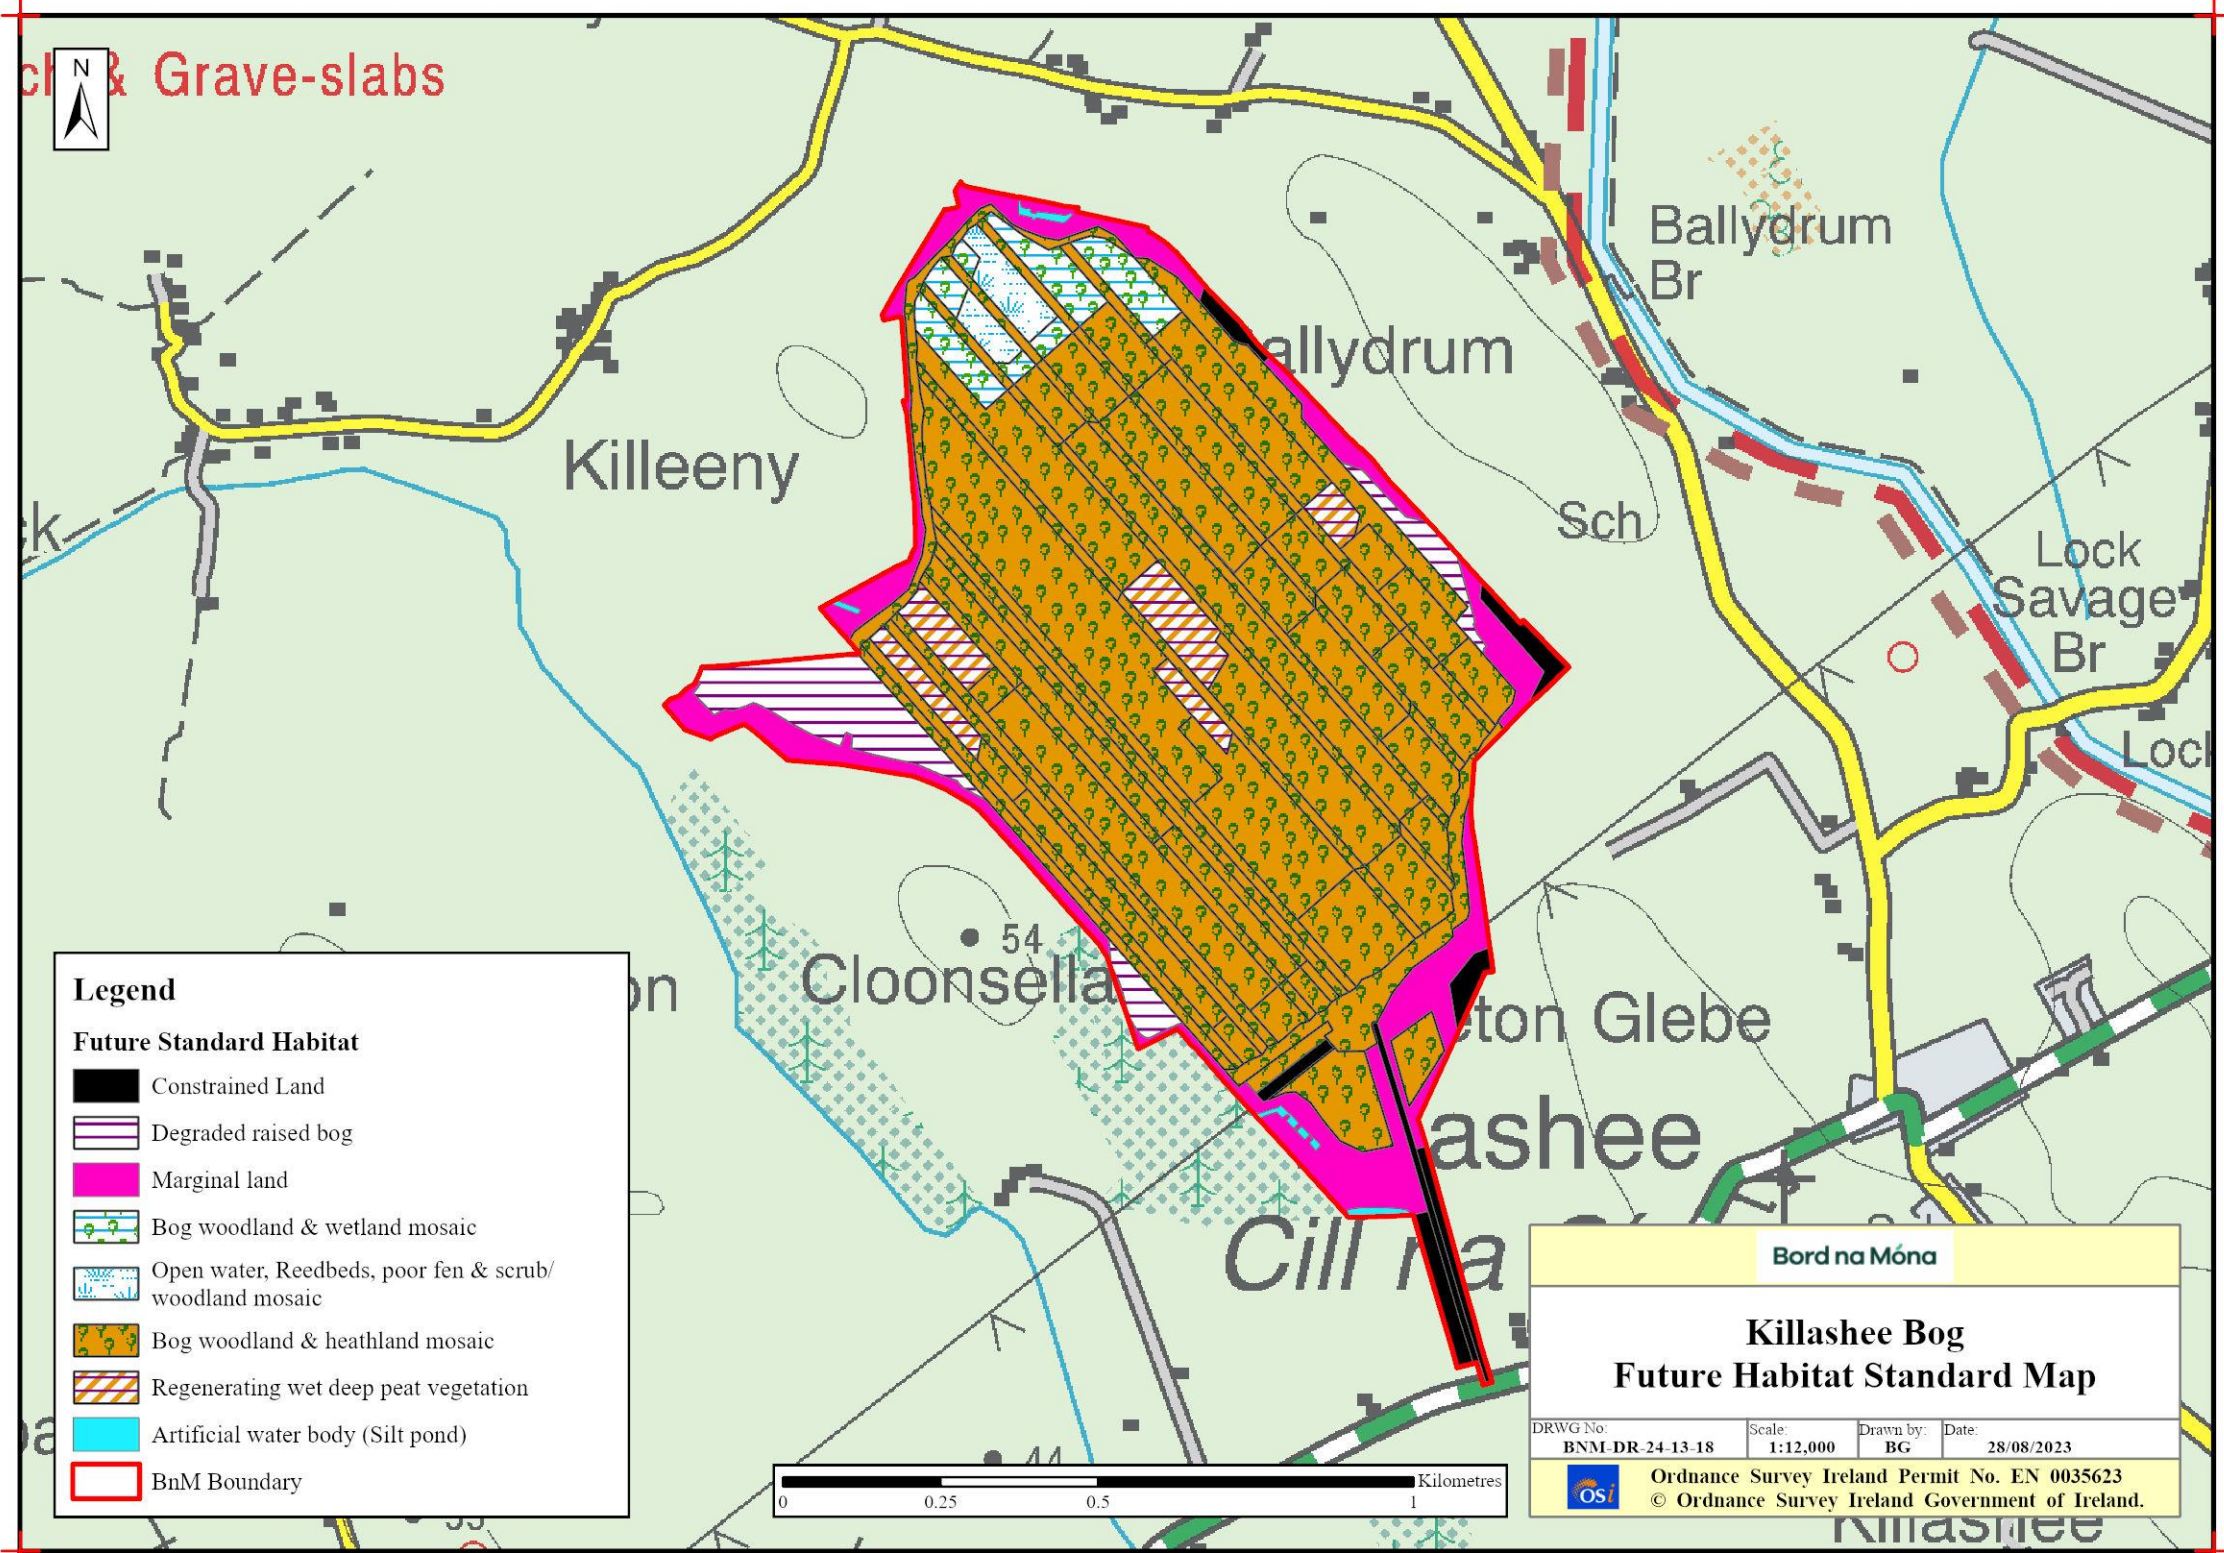 N
& Grave-slabs
Ballydrum
Br
allydrum
Killeeny
Sch
Lock
Savage
Br
Lock
54
Cloonsella
eton Glebe
ashee
Cill na
44
Killashee
Legend
Future Standard Habitat
Constrained Land
Degraded raised bog
Marginal land
Bog woodland & wetland mosaic
Open water, Reedbeds, poor fen & scrub/
woodland mosaic
Bog woodland & heathland mosaic
Regenerating wet deep peat vegetation
Artificial water body (Silt pond)
BnM Boundary
Kilometres
0 0.25 0.5 1
Bord na Móna
Killashee Bog
Future Habitat Standard Map
DRWG No: Scale: Drawn by: Date:
BNM-DR-24-13-18 1:12,000 BG 28/08/2023
osi
Ordnance Survey Ireland Permit No. EN 0035623
© Ordnance Survey Ireland Government of Ireland.